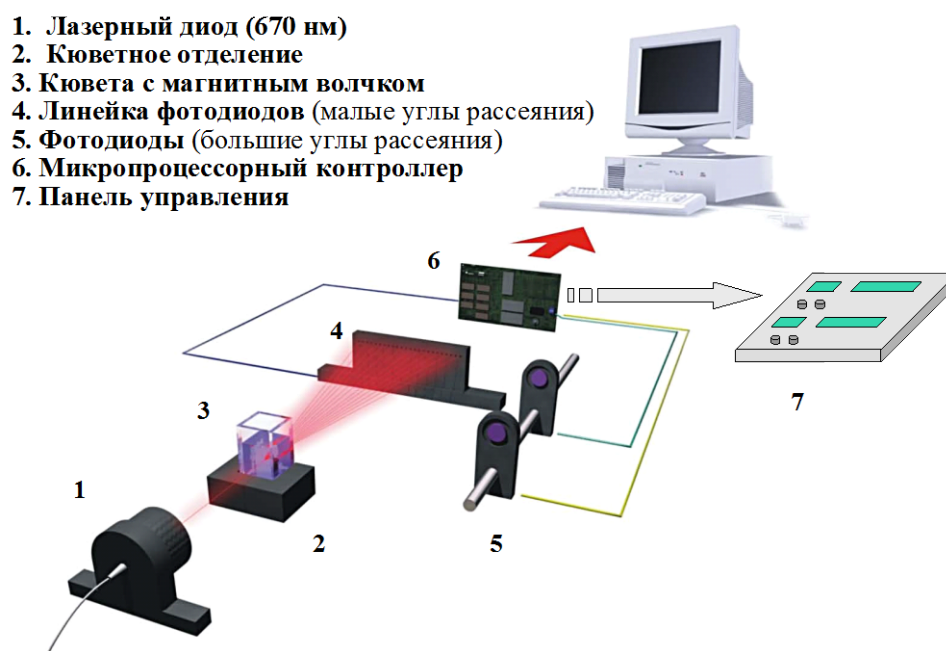 1. Лазерный диод (670 нм)
2. Кюветное отделение
3. Кювета с магнитным волчком
4. Линейка фотодиодов (малые углы рассеяния)
5. Фотодиоды (большие углы рассеяния)
6. Микропроцессорный контроллер
7. Панель управления
6
4
7
3
1
2
5